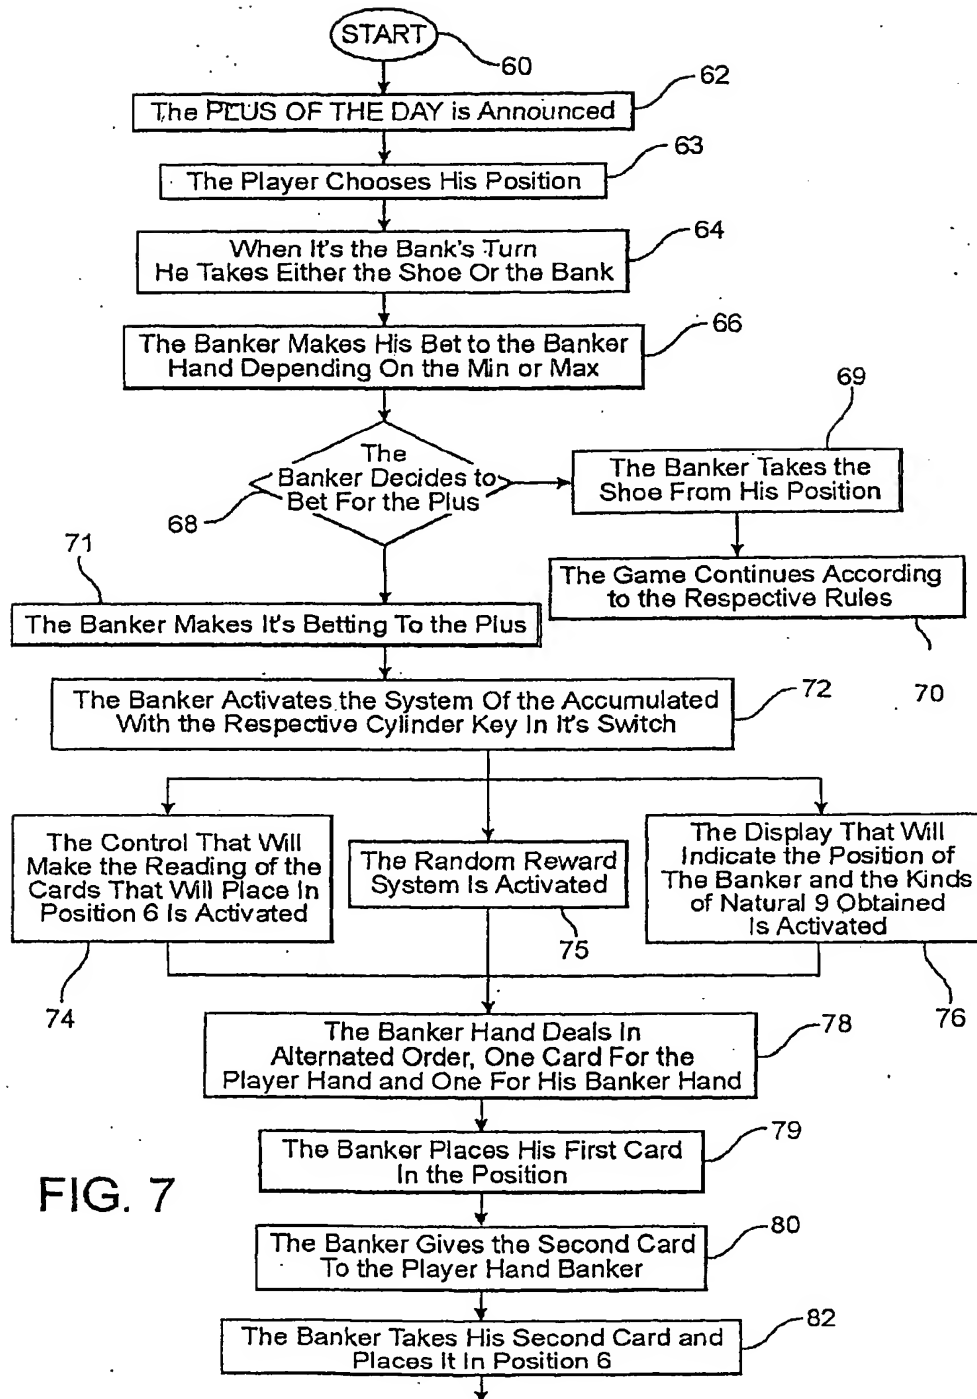 START
60
62
The PLUS OF THE DAY is Announced
63
The Player Chooses His Position
64
When It's the Bank's Turn
He Takes Either the Shoe Or the Bank
66
The Banker Makes His Bet to the Banker
Hand Depending On the Min or Max
69
The
Banker Decides to
Bet For the Plus
68
The Banker Takes the
Shoe From His Position
71
The Game Continues According
to the Respective Rules
70
The Banker Makes It's Betting To the Plus
72
The Banker Activates the System Of the Accumulated
With the Respective Cylinder Key In It's Switch
The Control That Will
Make the Reading of the
Cards That Will Place In
Position 6 Is Activated
74
The Random Reward
System Is Activated
75
The Display That Will
Indicate the Position of
The Banker and the Kinds
of Natural 9 Obtained
Is Activated
76
78
The Banker Hand Deals In
Alternated Order, One Card For the
Player Hand and One For His Banker Hand
79
The Banker Places His First Card
In the Position
FIG. 7
80
The Banker Gives the Second Card
To the Player Hand Banker
82
The Banker Takes His Second Card and
Places It In Position 6